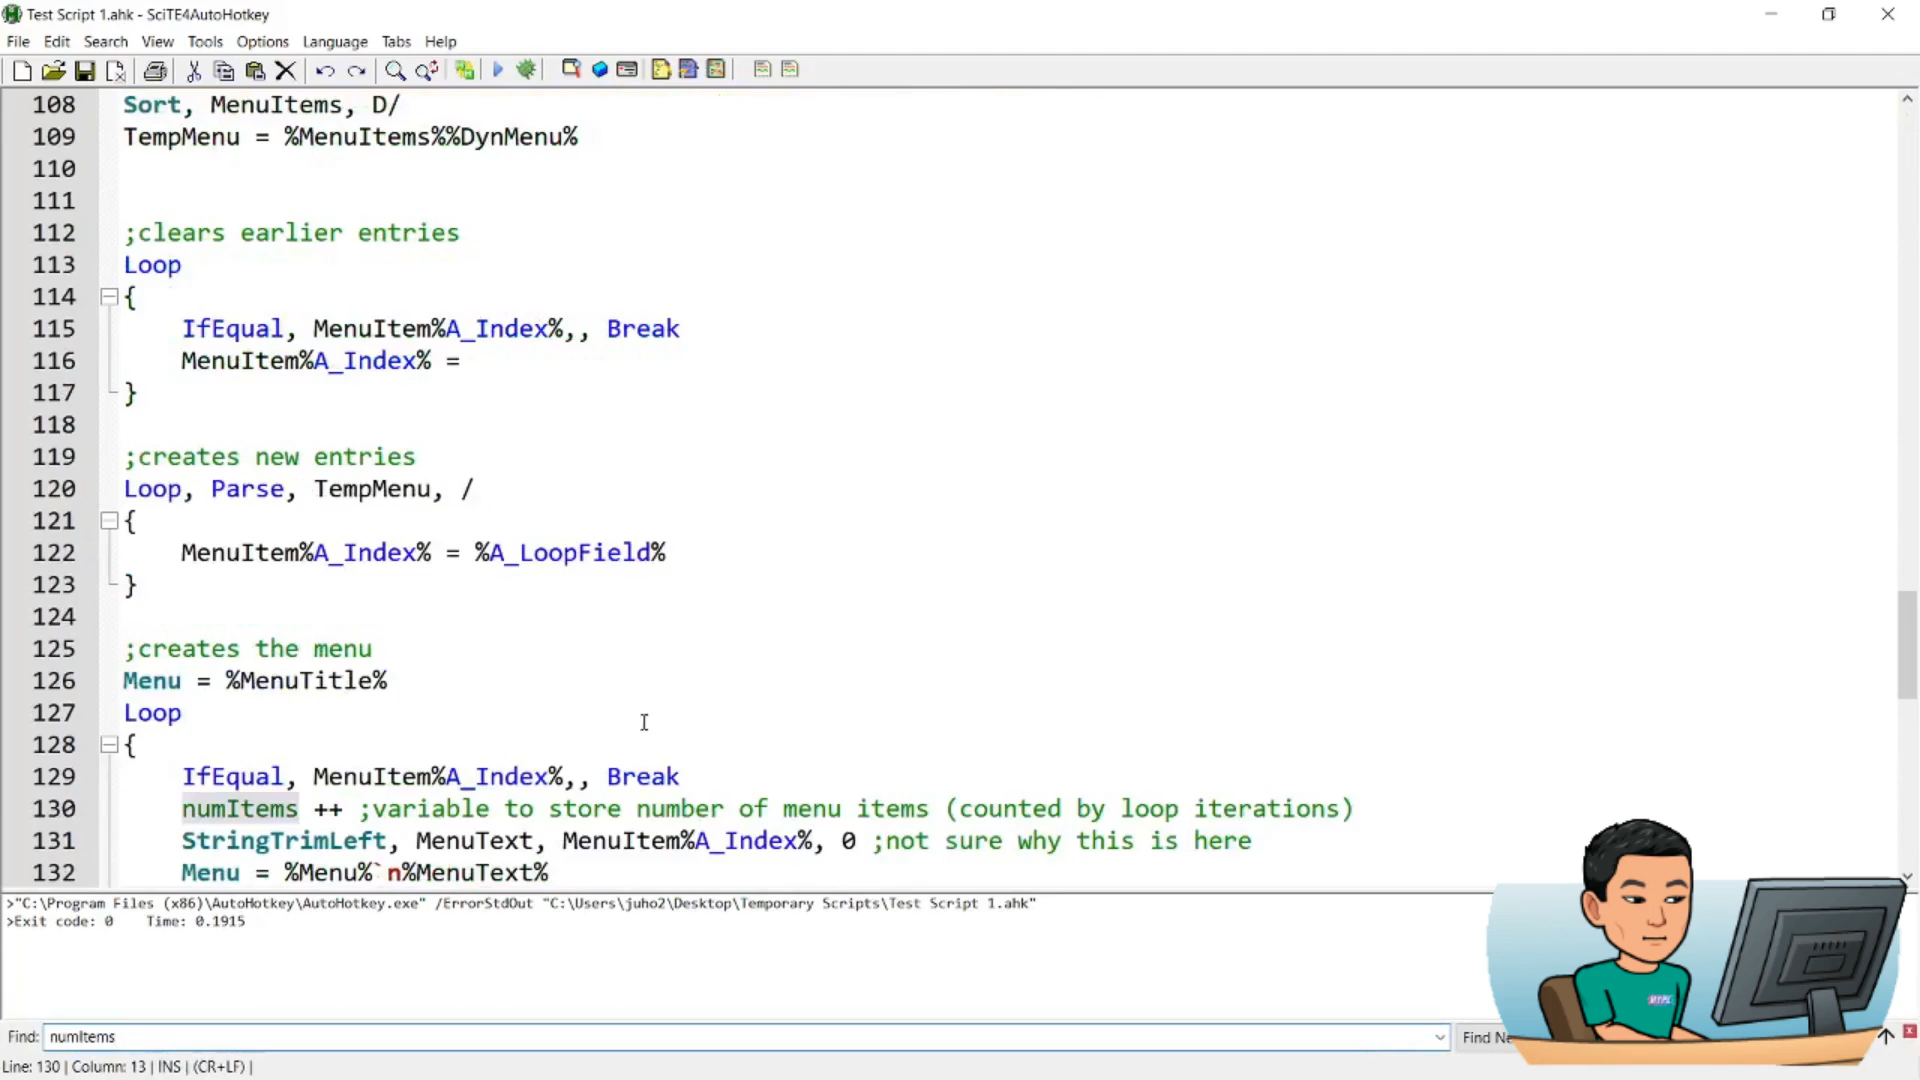 Test Script 1.ahk - SciTE4AutoHotkey
File Edit Search View Tools Options Language Tabs Help
108 Sort, MenuItems, D/
109 TempMenu = %MenuItems%%DynMenu%
110
111
112 ;clears earlier entries
113 Loop
114 {
115 IfEqual, MenuItem%A_Index%,, Break
116 MenuItem%A_Index% =
117 }
118
119 ;creates new entries
120 Loop, Parse, TempMenu, /
121 {
122 MenuItem%A_Index% = %A_LoopField%
123 }
124
125 ;creates the menu
126 Menu = %MenuTitle%
127 Loop
128 {
129 IfEqual, MenuItem%A_Index%,, Break
130 numItems ++ ;variable to store number of menu items (counted by loop iterations)
131 StringTrimLeft, MenuText, MenuItem%A_Index%, 0 ;not sure why this is here
132 Menu = %Menu%`n%MenuText%
>"C:\Program Files (x86)\AutoHotkey\AutoHotkey.exe" /ErrorStdOut "C:\Users\juho2\Desktop\Temporary Scripts\Test Script 1.ahk"
>Exit code: 0 Time: 0.1915
Find: numItems Find Ne
Line: 130 | Column: 13 | INS | (CR+LF) |